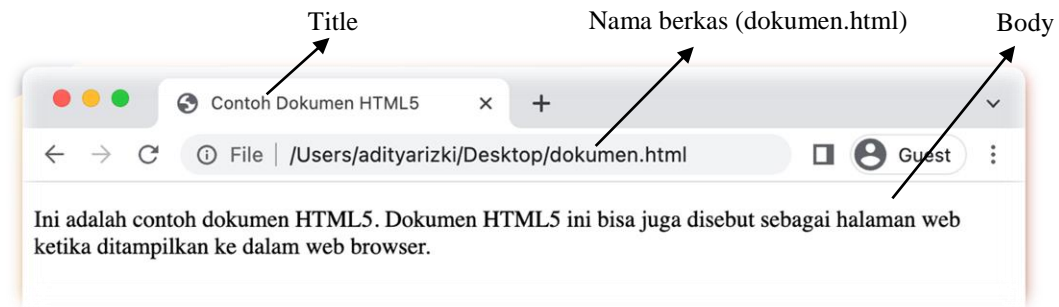 Title Nama berkas (dokumen.html) Body
Contoh Dokumen HTML5
File | /Users/adityarizki/Desktop/dokumen.html Guest
Ini adalah contoh dokumen HTML5. Dokumen HTML5 ini bisa juga disebut sebagai halaman web
ketika ditampilkan ke dalam web browser.